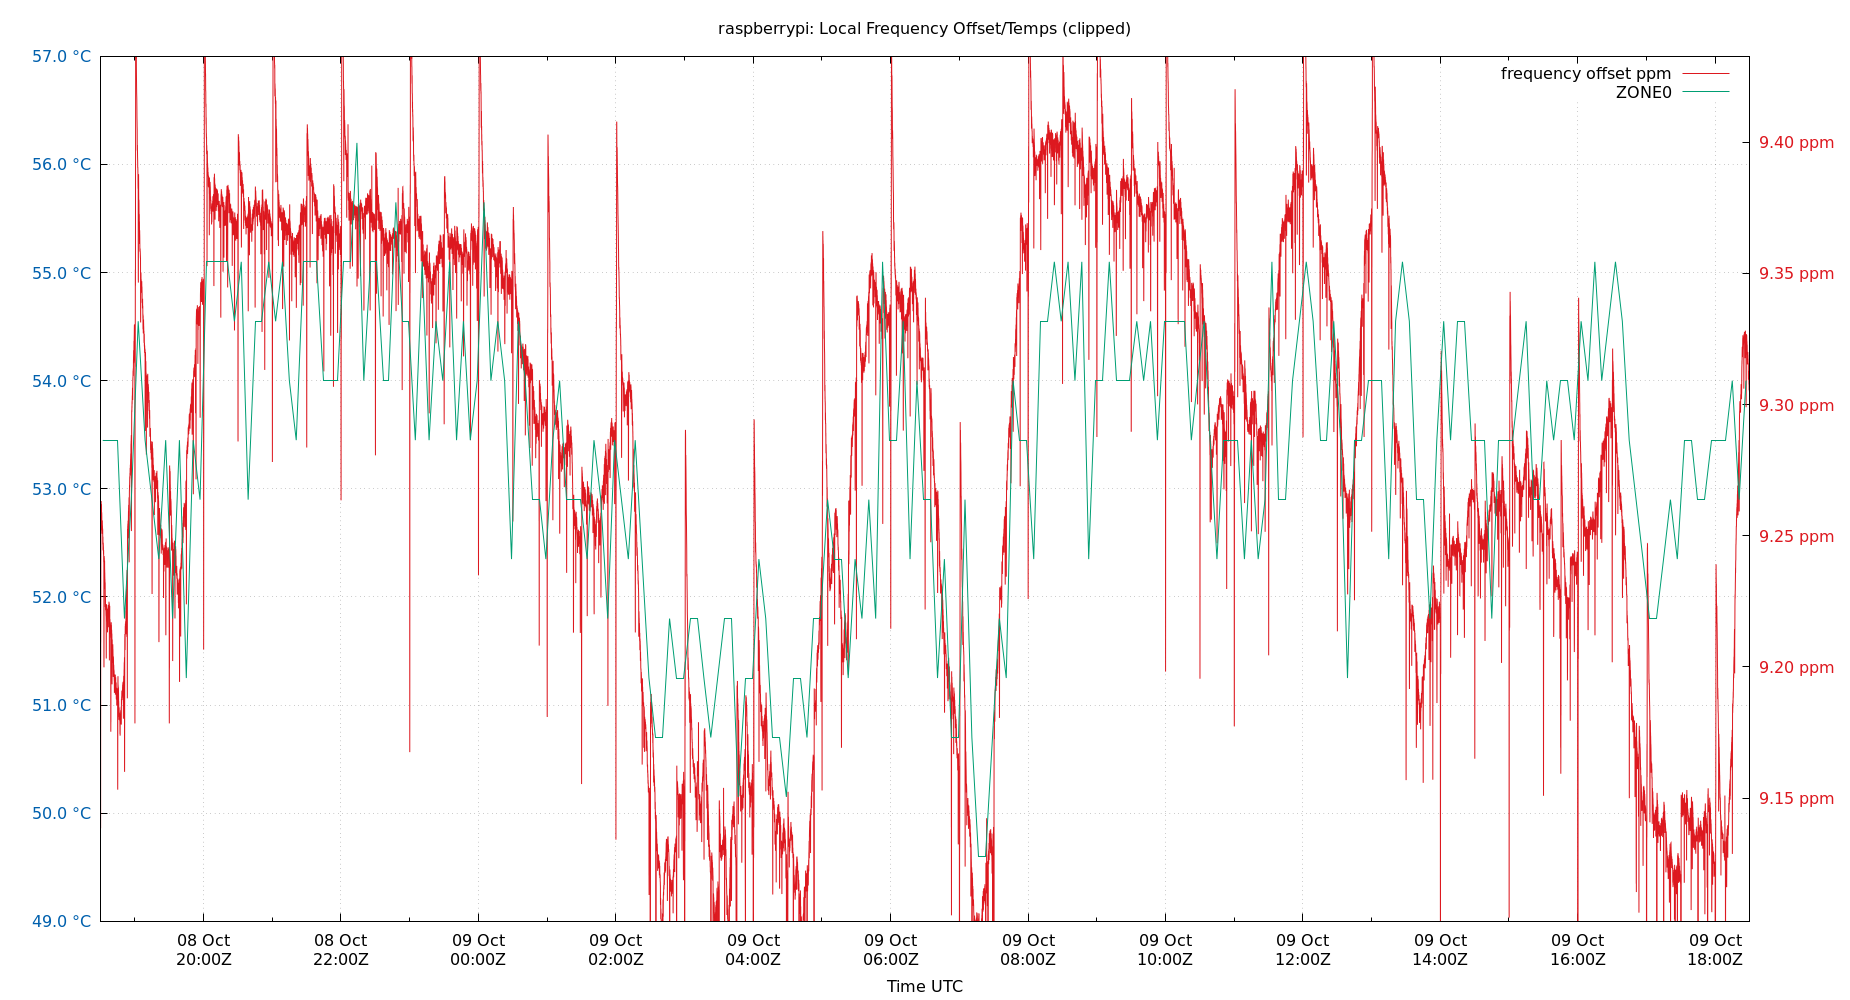 raspberrypi: Local Frequency Offset/Temps (clipped)
frequency offset ppm
ZONE0
57.0 °C
56.0 °C
55.0 °C
54.0 °C
53.0 °C
52.0 °C
51.0 °C
50.0 °C
49.0 °C
9.40 ppm
9.35 ppm
9.30 ppm
9.25 ppm
9.20 ppm
9.15 ppm
08 Oct 08 Oct 09 Oct 09 Oct 09 Oct 09 Oct 09 Oct 09 Oct 09 Oct 09 Oct 09 Oct 09 Oct
20:00Z 22:00Z 00:00Z 02:00Z 04:00Z 06:00Z 08:00Z 10:00Z 12:00Z 14:00Z 16:00Z 18:00Z
Time UTC